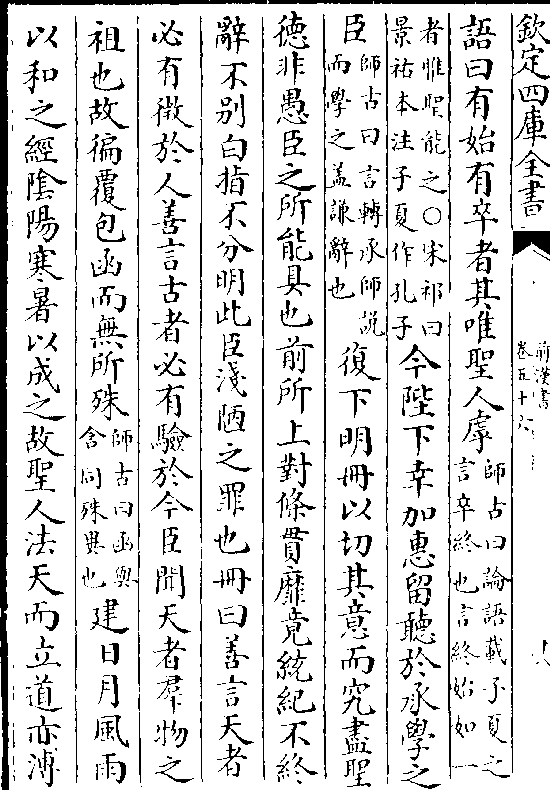 欽定四庫全書
前漢書
卷五十六
十八
語曰有始有卒者其唯聖人虖師古曰論語載子夏之言卒終也言終始如一
者惟聖能之〇宋祁曰景祐本注子夏作孔子今陛下幸加惠留聽於承學之
臣師古曰言轉承師說而學之盖謙辭也復下明冊以切其意而究盡聖
德非愚臣之所能具也前所上對條貫靡竟統紀不終
辭不别白指不分明此臣淺陋之罪也冊曰善言天者
必有徴於人善言古者必有驗於今臣聞天者羣物之
祖也故徧覆包函而無所殊師古曰函與含同殊異也建日月風雨
以和之經隂陽寒暑以成之故聖人法天而立道亦溥